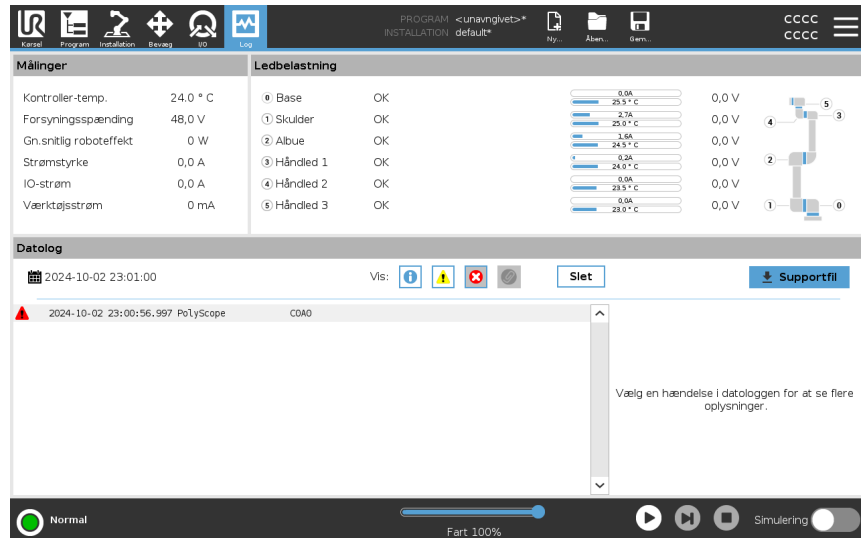 PROGRAM <unavngivet>*
INSTALLATION default*
CCCC
CCCC
Kørsel Program Installation Bevæg I/O Log Ny... Åben... Gem...
Målinger
Kontroller-temp. 24.0 ° C
Forsyningsspænding 48,0 V
Gn.snitlig roboteffekt 0 W
Strømstyrke 0,0 A
IO-strøm 0,0 A
Værktøjsstrøm 0 mA
Ledbelastning
0 Base OK 0,0A 25.5 ° C 0,0 V
1 Skulder OK 2,7A 25.0 ° C 0,0 V
2 Albue OK 1,6A 24.5 ° C 0,0 V
3 Håndled 1 OK 0,2A 24.0 ° C 0,0 V
4 Håndled 2 OK 0,0A 23.5 ° C 0,0 V
5 Håndled 3 OK 0,0A 23.0 ° C 0,0 V
5
4 3
2
1 0
Datolog
2024-10-02 23:01:00 Vis: Slet Supportfil
2024-10-02 23:00:56.997 PolyScope C0A0
Vælg en hændelse i datologgen for at se flere
oplysninger.
Normal
Fart 100%
Simulering